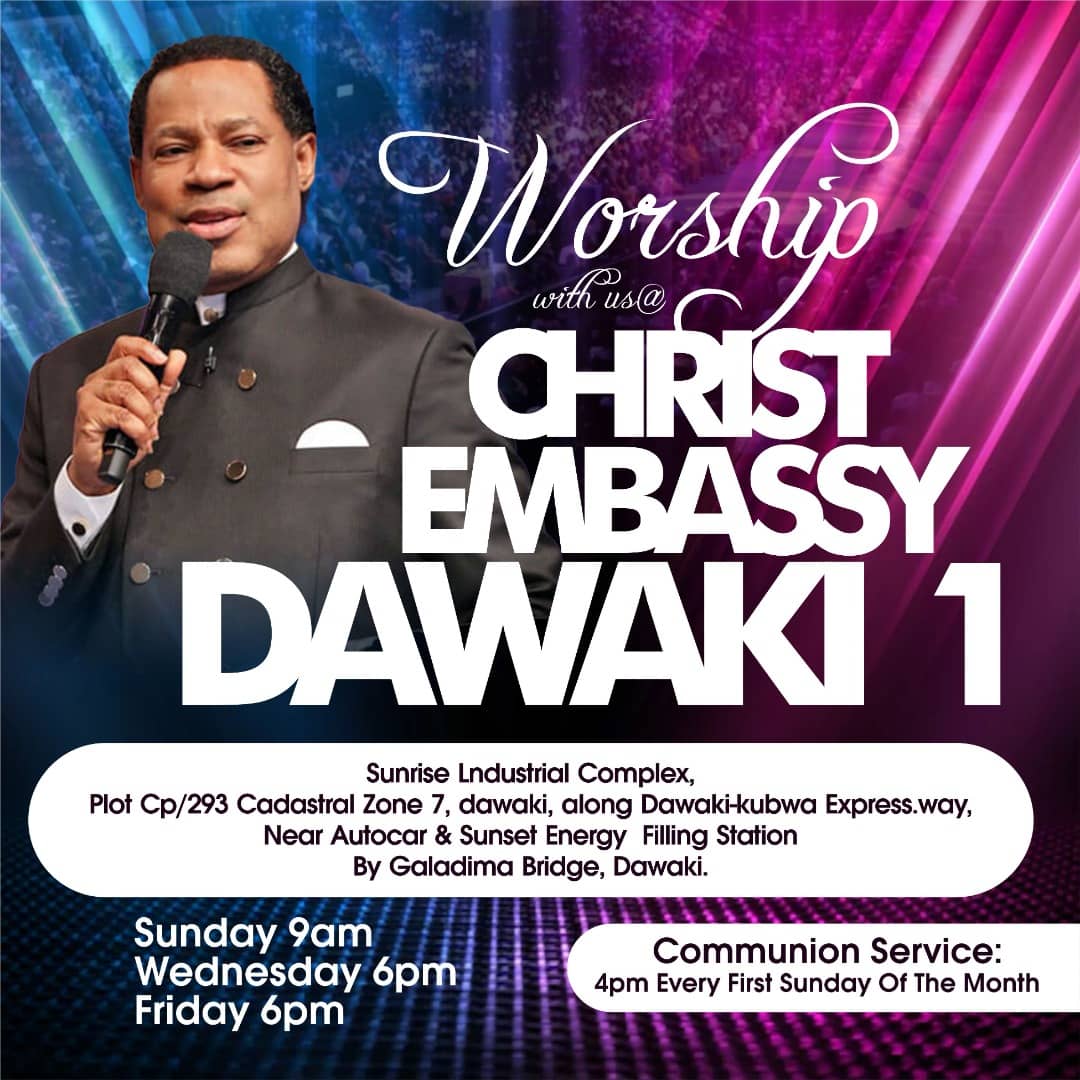 Worship
with us@
CHRIST
EMBASSY
DAWAKI 1
Sunrise Lndustrial Complex,
Plot Cp/293 Cadastral Zone 7, dawaki, along Dawaki-kubwa Express.way,
Near Autocar & Sunset Energy Filling Station
By Galadima Bridge, Dawaki.
Sunday 9am
Wednesday 6pm
Friday 6pm
Communion Service:
4pm Every First Sunday Of The Month